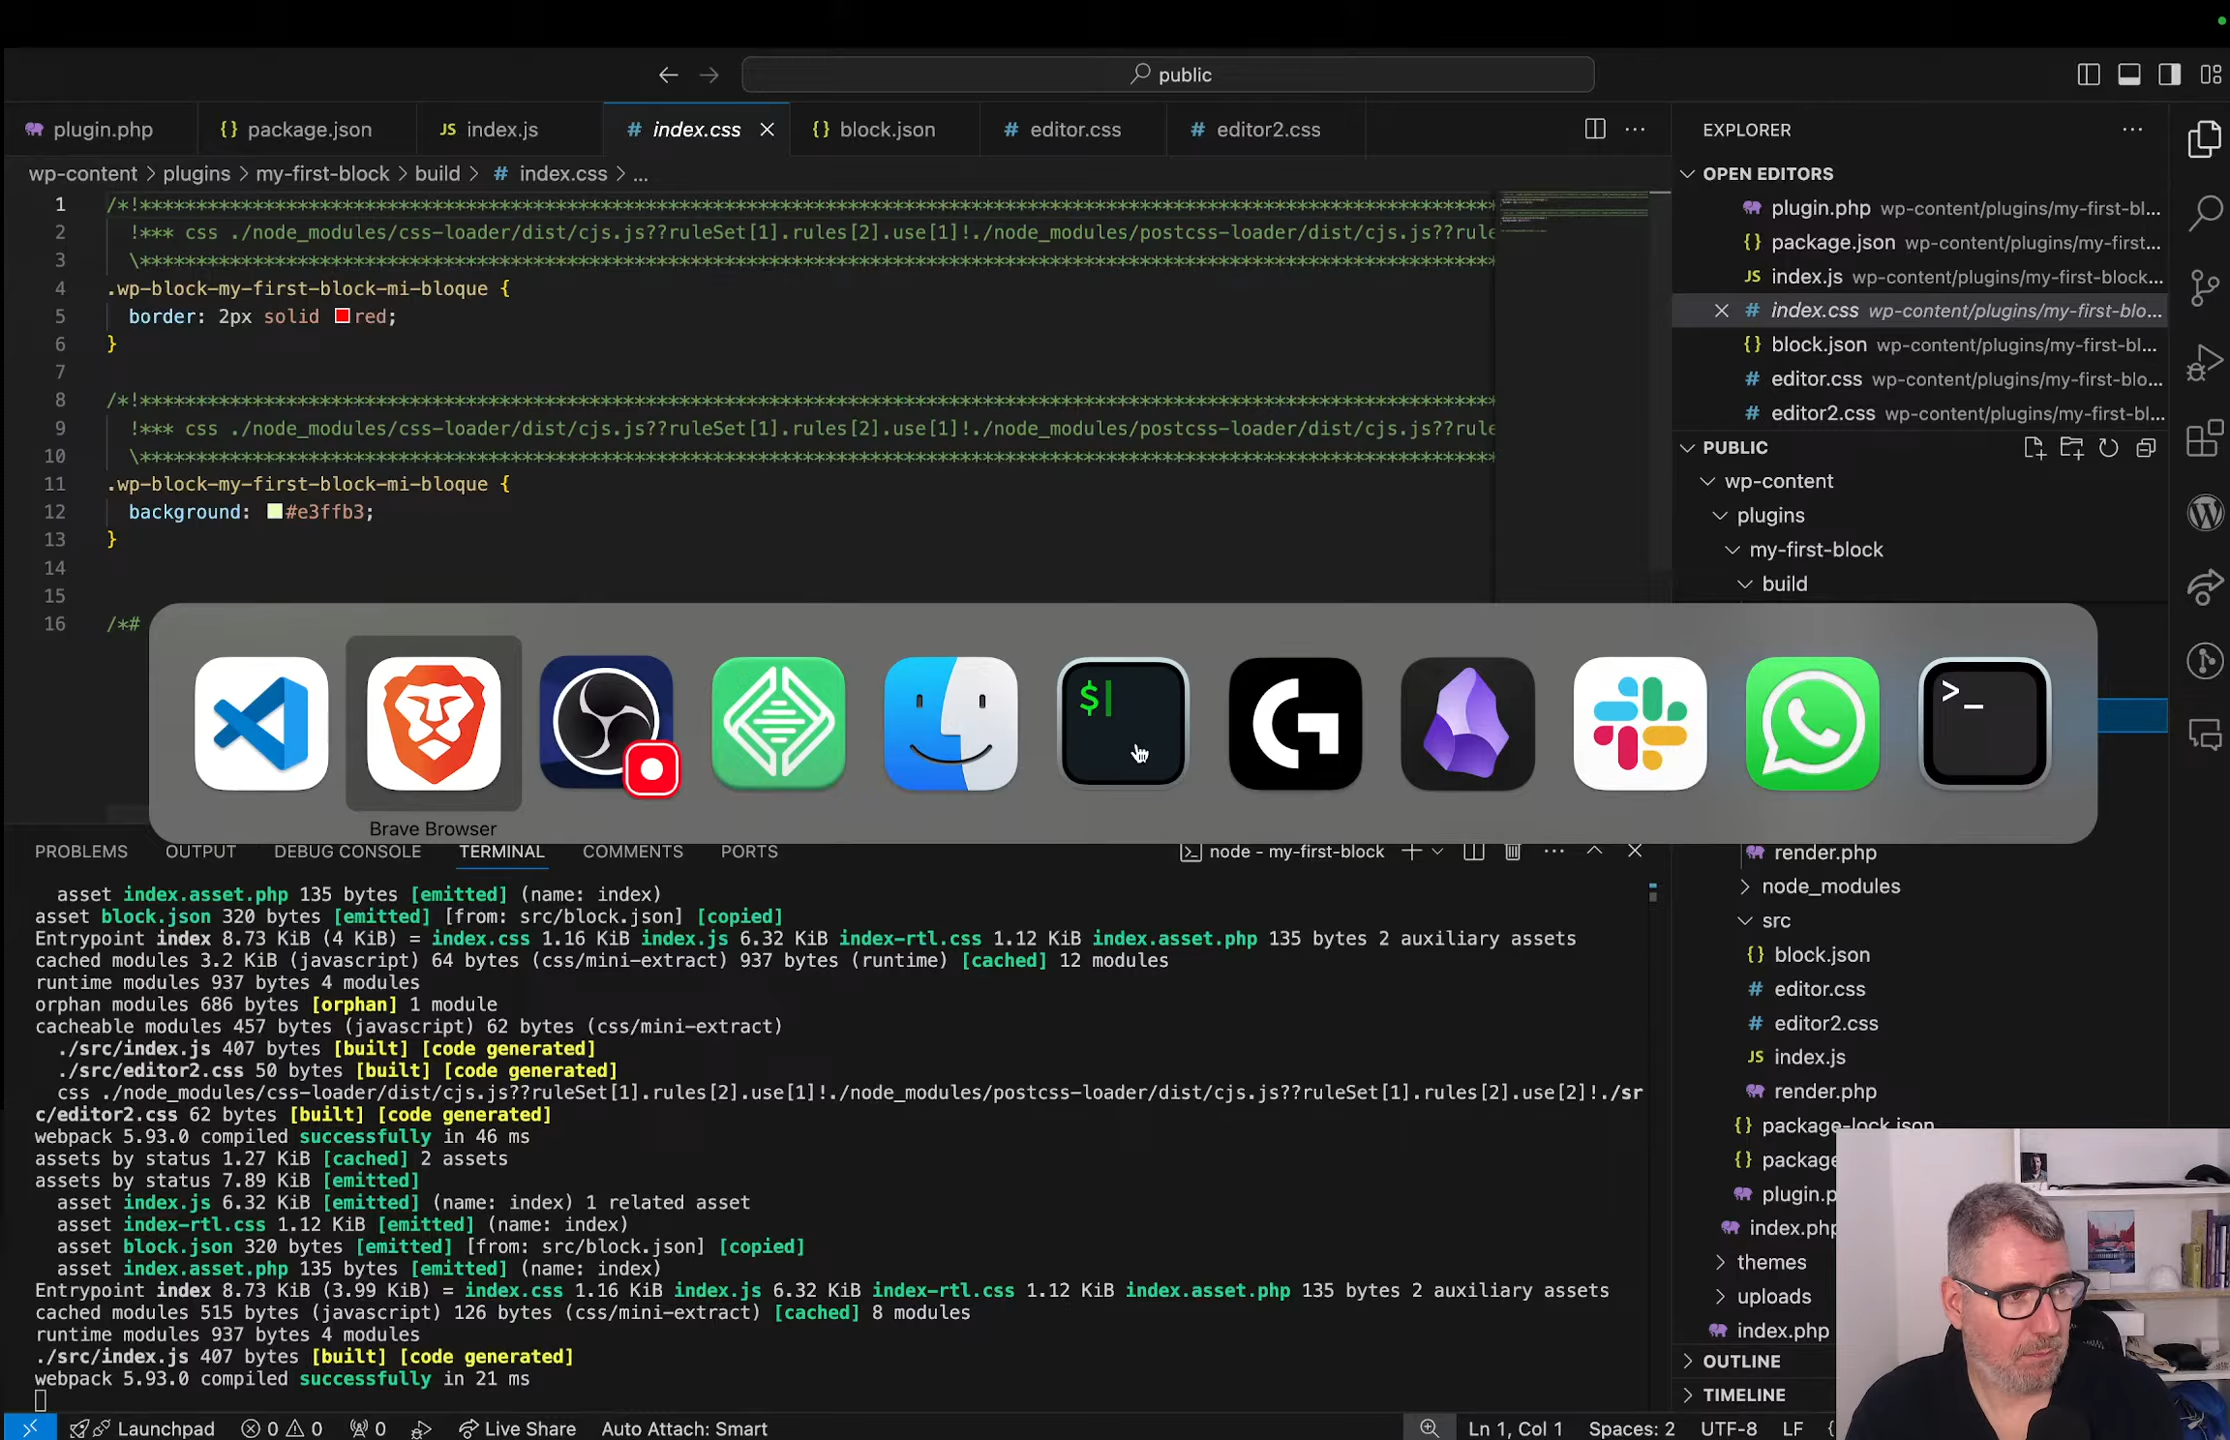 public
plugin.php
package.json
index.js
index.css
block.json
editor.css
editor2.css
wp-content > plugins > my-first-block > build > # index.css > ...
1 /*!****************************************************************************************************************************
2 !*** css ./node_modules/css-loader/dist/cjs.js??ruleSet[1].rules[2].use[1]!./node_modules/postcss-loader/dist/cjs.js??rule
3 \****************************************************************************************************************************
4 .wp-block-my-first-block-mi-bloque {
5 border: 2px solid red;
6 }
7
8 /*!****************************************************************************************************************************
9 !*** css ./node_modules/css-loader/dist/cjs.js??ruleSet[1].rules[2].use[1]!./node_modules/postcss-loader/dist/cjs.js??rule
10 \****************************************************************************************************************************
11 .wp-block-my-first-block-mi-bloque {
12 background: #e3ffb3;
13 }
14
15
16 /*#
$
>_
Brave Browser
PROBLEMS OUTPUT DEBUG CONSOLE TERMINAL COMMENTS PORTS
node - my-first-block
asset index.asset.php 135 bytes [emitted] (name: index)
asset block.json 320 bytes [emitted] [from: src/block.json] [copied]
Entrypoint index 8.73 KiB (4 KiB) = index.css 1.16 KiB index.js 6.32 KiB index-rtl.css 1.12 KiB index.asset.php 135 bytes 2 auxiliary assets
cached modules 3.2 KiB (javascript) 64 bytes (css/mini-extract) 937 bytes (runtime) [cached] 12 modules
runtime modules 937 bytes 4 modules
orphan modules 686 bytes [orphan] 1 module
cacheable modules 457 bytes (javascript) 62 bytes (css/mini-extract)
./src/index.js 407 bytes [built] [code generated]
./src/editor2.css 50 bytes [built] [code generated]
css ./node_modules/css-loader/dist/cjs.js??ruleSet[1].rules[2].use[1]!./node_modules/postcss-loader/dist/cjs.js??ruleSet[1].rules[2].use[2]!./sr
c/editor2.css 62 bytes [built] [code generated]
webpack 5.93.0 compiled successfully in 46 ms
assets by status 1.27 KiB [cached] 2 assets
assets by status 7.89 KiB [emitted]
asset index.js 6.32 KiB [emitted] (name: index) 1 related asset
asset index-rtl.css 1.12 KiB [emitted] (name: index)
asset block.json 320 bytes [emitted] [from: src/block.json] [copied]
asset index.asset.php 135 bytes [emitted] (name: index)
Entrypoint index 8.73 KiB (3.99 KiB) = index.css 1.16 KiB index.js 6.32 KiB index-rtl.css 1.12 KiB index.asset.php 135 bytes 2 auxiliary assets
cached modules 515 bytes (javascript) 126 bytes (css/mini-extract) [cached] 8 modules
runtime modules 937 bytes 4 modules
./src/index.js 407 bytes [built] [code generated]
webpack 5.93.0 compiled successfully in 21 ms
EXPLORER
OPEN EDITORS
plugin.php wp-content/plugins/my-first-bl...
package.json wp-content/plugins/my-first...
index.js wp-content/plugins/my-first-block...
index.css wp-content/plugins/my-first-blo...
block.json wp-content/plugins/my-first-bl...
editor.css wp-content/plugins/my-first-blo...
editor2.css wp-content/plugins/my-first-bl...
PUBLIC
wp-content
plugins
my-first-block
build
render.php
node_modules
src
block.json
editor.css
editor2.css
index.js
render.php
package-lock.json
package
plugin.p
index.php
themes
uploads
index.php
OUTLINE
TIMELINE
Launchpad 0 0 0 Live Share Auto Attach: Smart Ln 1, Col 1 Spaces: 2 UTF-8 LF {